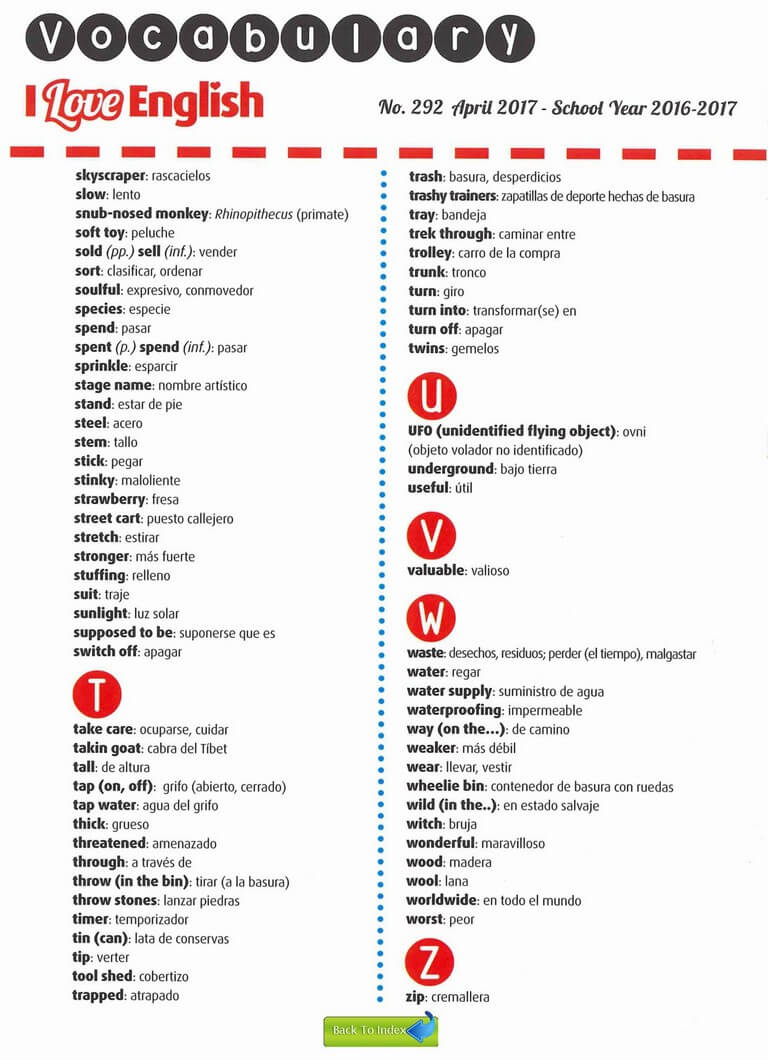 Vocabulary
I Love English
No. 292 April 2017 - School Year 2016-2017
skyscraper: rascacielos
slow: lento
snub-nosed monkey: Rhinopithecus (primate)
soft toy: peluche
sold (pp.) sell (inf.): vender
sort: clasificar, ordenar
soulful: expresivo, conmovedor
species: especie
spend: pasar
spent (p.) spend (inf.): pasar
sprinkle: esparcir
stage name: nombre artístico
stand: estar de pie
steel: acero
stem: tallo
stick: pegar
stinky: maloliente
strawberry: fresa
street cart: puesto callejero
stretch: estirar
stronger: más fuerte
stuffing: relleno
suit: traje
sunlight: luz solar
supposed to be: suponerse que es
switch off: apagar
T
take care: ocuparse, cuidar
takin goat: cabra del Tíbet
tall: de altura
tap (on, off): grifo (abierto, cerrado)
tap water: agua del grifo
thick: grueso
threatened: amenazado
through: a través de
throw (in the bin): tirar (a la basura)
throw stones: lanzar piedras
timer: temporizador
tin (can): lata de conservas
tip: verter
tool shed: cobertizo
trapped: atrapado
trash: basura, desperdicios
trashy trainers: zapatillas de deporte hechas de basura
tray: bandeja
trek through: caminar entre
trolley: carro de la compra
trunk: tronco
turn: giro
turn into: transformar(se) en
turn off: apagar
twins: gemelos
U
UFO (unidentified flying object): ovni
(objeto volador no identificado)
underground: bajo tierra
useful: útil
V
valuable: valioso
W
waste: desechos, residuos; perder (el tiempo), malgastar
water: regar
water supply: suministro de agua
waterproofing: impermeable
way (on the...): de camino
weaker: más débil
wear: llevar, vestir
wheelie bin: contenedor de basura con ruedas
wild (in the..): en estado salvaje
witch: bruja
wonderful: maravilloso
wood: madera
wool: lana
worldwide: en todo el mundo
worst: peor
Z
zip: cremallera
Back To Index